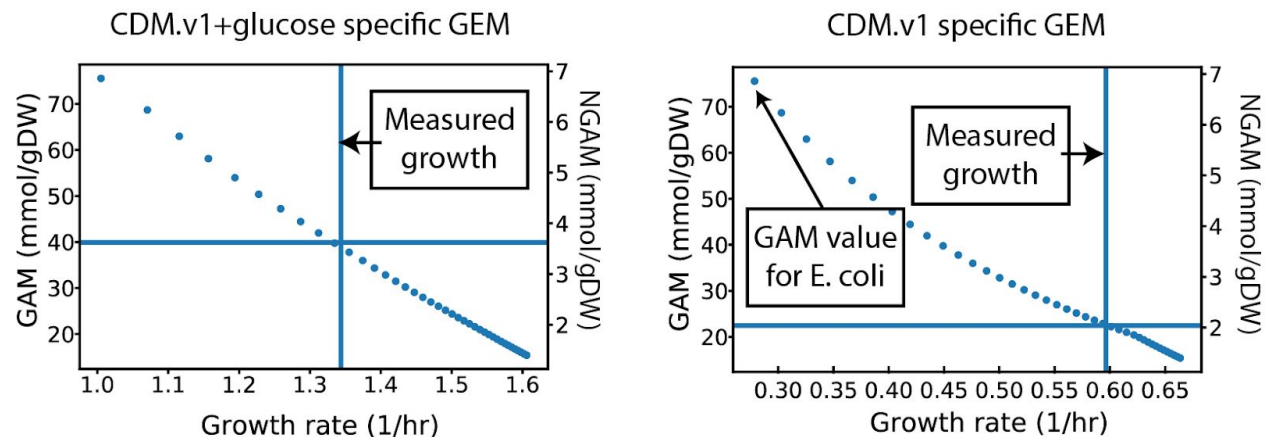 CDM.v1+glucose specific GEM
GAM (mmol/gDW)
70
60
50
40
30
20
Measured
growth
7
6
5
4
3
2
NGAM (mmol/gDW)
1.0 1.1 1.2 1.3 1.4 1.5 1.6
Growth rate (1/hr)
CDM.v1 specific GEM
GAM (mmol/gDW)
70
60
50
40
30
20
Measured
growth
GAM value
for E. coli
7
6
5
4
3
2
NGAM (mmol/gDW)
0.30 0.35 0.40 0.45 0.50 0.55 0.60 0.65
Growth rate (1/hr)